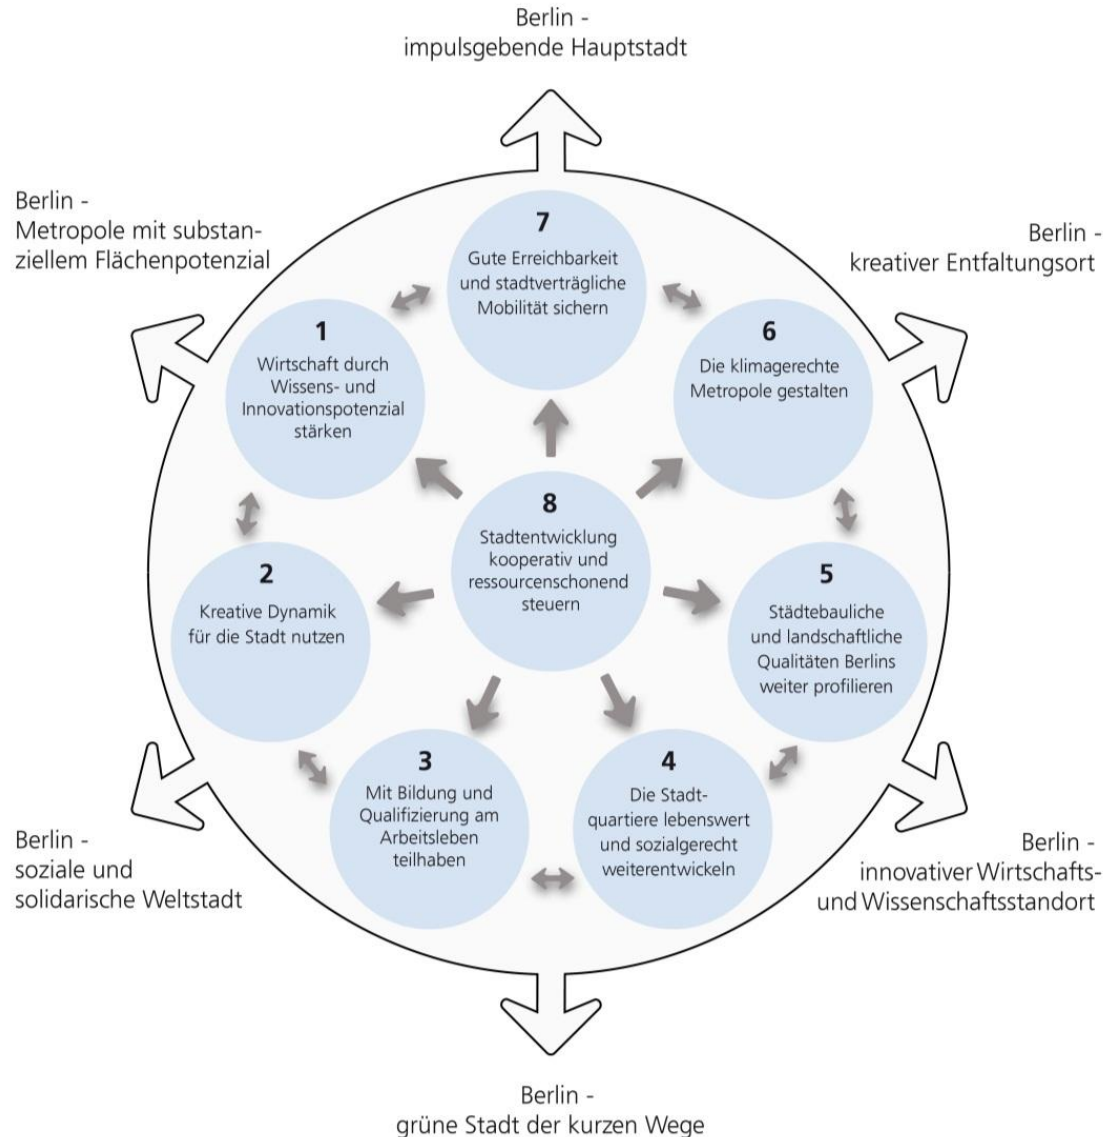 Berlin -
impulsgebende Hauptstadt
Berlin -
Metropole mit substan-
ziellem Flächenpotenzial
Berlin -
kreativer Entfaltungsort
7
Gute Erreichbarkeit
und stadtverträgliche
Mobilität sichern
1
Wirtschaft durch
Wissens- und
Innovationspotenzial
stärken
6
Die klimagerechte
Metropole gestalten
8
Stadtentwicklung
kooperativ und
ressourcenschonend
steuern
2
Kreative Dynamik
für die Stadt nutzen
5
Städtebauliche
und landschaftliche
Qualitäten Berlins
weiter profilieren
3
Mit Bildung und
Qualifizierung am
Arbeitsleben
teilhaben
4
Die Stadt-
quartiere lebenswert
und sozialgerecht
weiterentwickeln
Berlin -
soziale und
solidarische Weltstadt
Berlin -
innovativer Wirtschafts-
und Wissenschaftsstandort
Berlin -
grüne Stadt der kurzen Wege